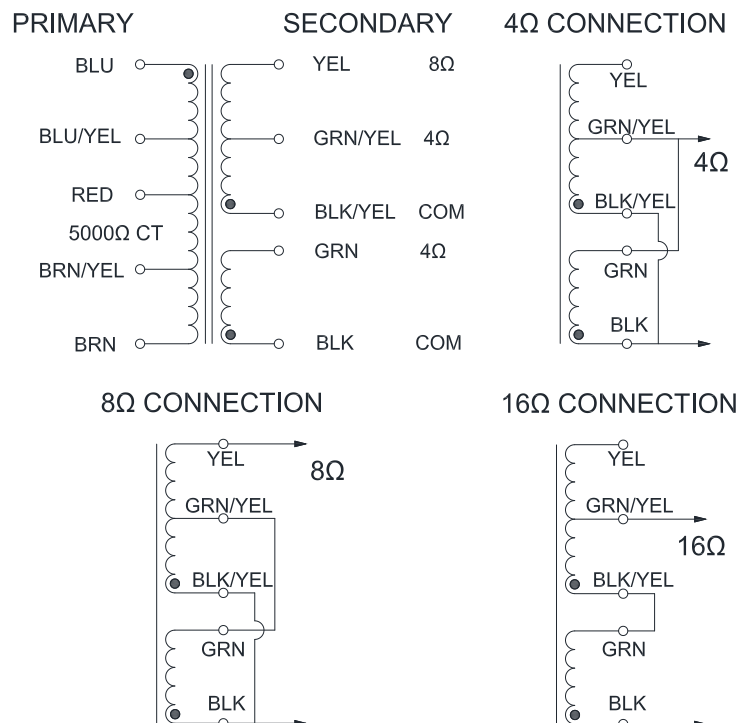 PRIMARY SECONDARY 4Ω CONNECTION
BLU YEL 8Ω
BLU/YEL GRN/YEL 4Ω
RED BLK/YEL COM
5000Ω CT
BRN/YEL GRN 4Ω
BRN BLK COM
YEL
GRN/YEL
4Ω
BLK/YEL
GRN
BLK
8Ω CONNECTION
YEL
8Ω
GRN/YEL
BLK/YEL
GRN
BLK
16Ω CONNECTION
YEL
GRN/YEL
16Ω
BLK/YEL
GRN
BLK